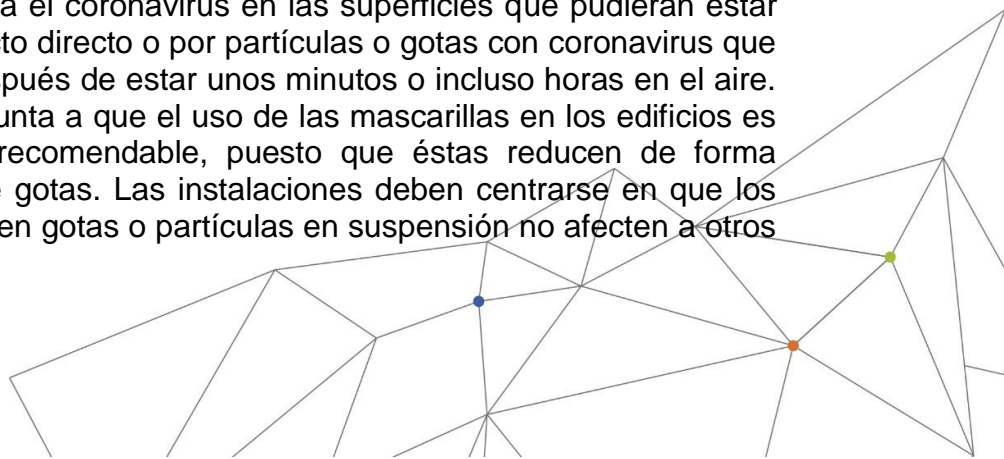 a el coronavirus en las superficies que pudieran estar
cto directo o por partículas o gotas con coronavirus que
spués de estar unos minutos o incluso horas en el aire.
unta a que el uso de las mascarillas en los edificios es
recomendable, puesto que éstas reducen de forma
e gotas. Las instalaciones deben centrarse en que los
en gotas o partículas en suspensión no afecten a otros